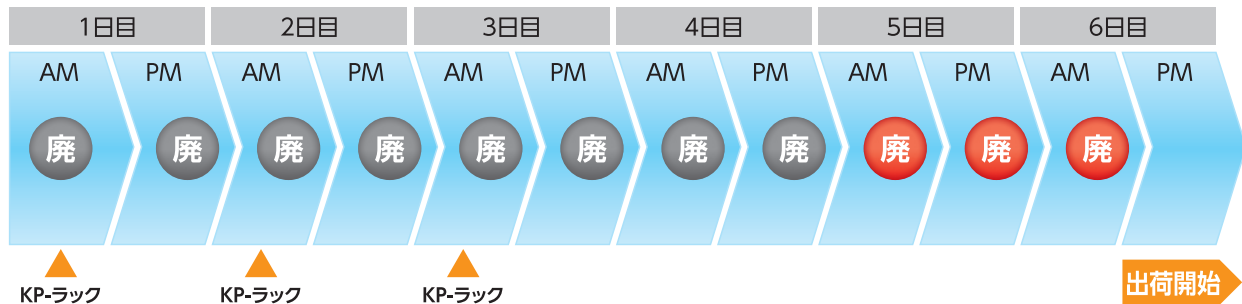 1日目 2日目 3日目 4日目 5日目 6日目
AM PM AM PM AM PM AM PM AM PM AM PM
廃 廃 廃 廃 廃 廃 廃 廃 廃 廃 廃
KP-ラック KP-ラック KP-ラック 出荷開始